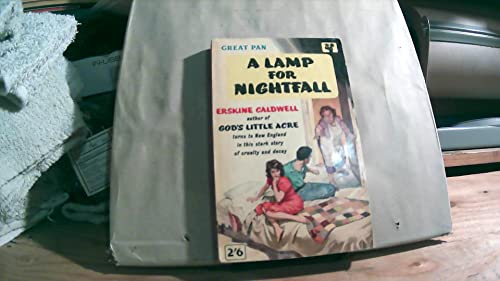 GREAT PAN
A LAMP
FOR
NIGHTFALL
ERSKINE CALDWELL
author of
GOD'S LITTLE ACRE
turns to New England
in this stark story
of cruelty and decay
2'6